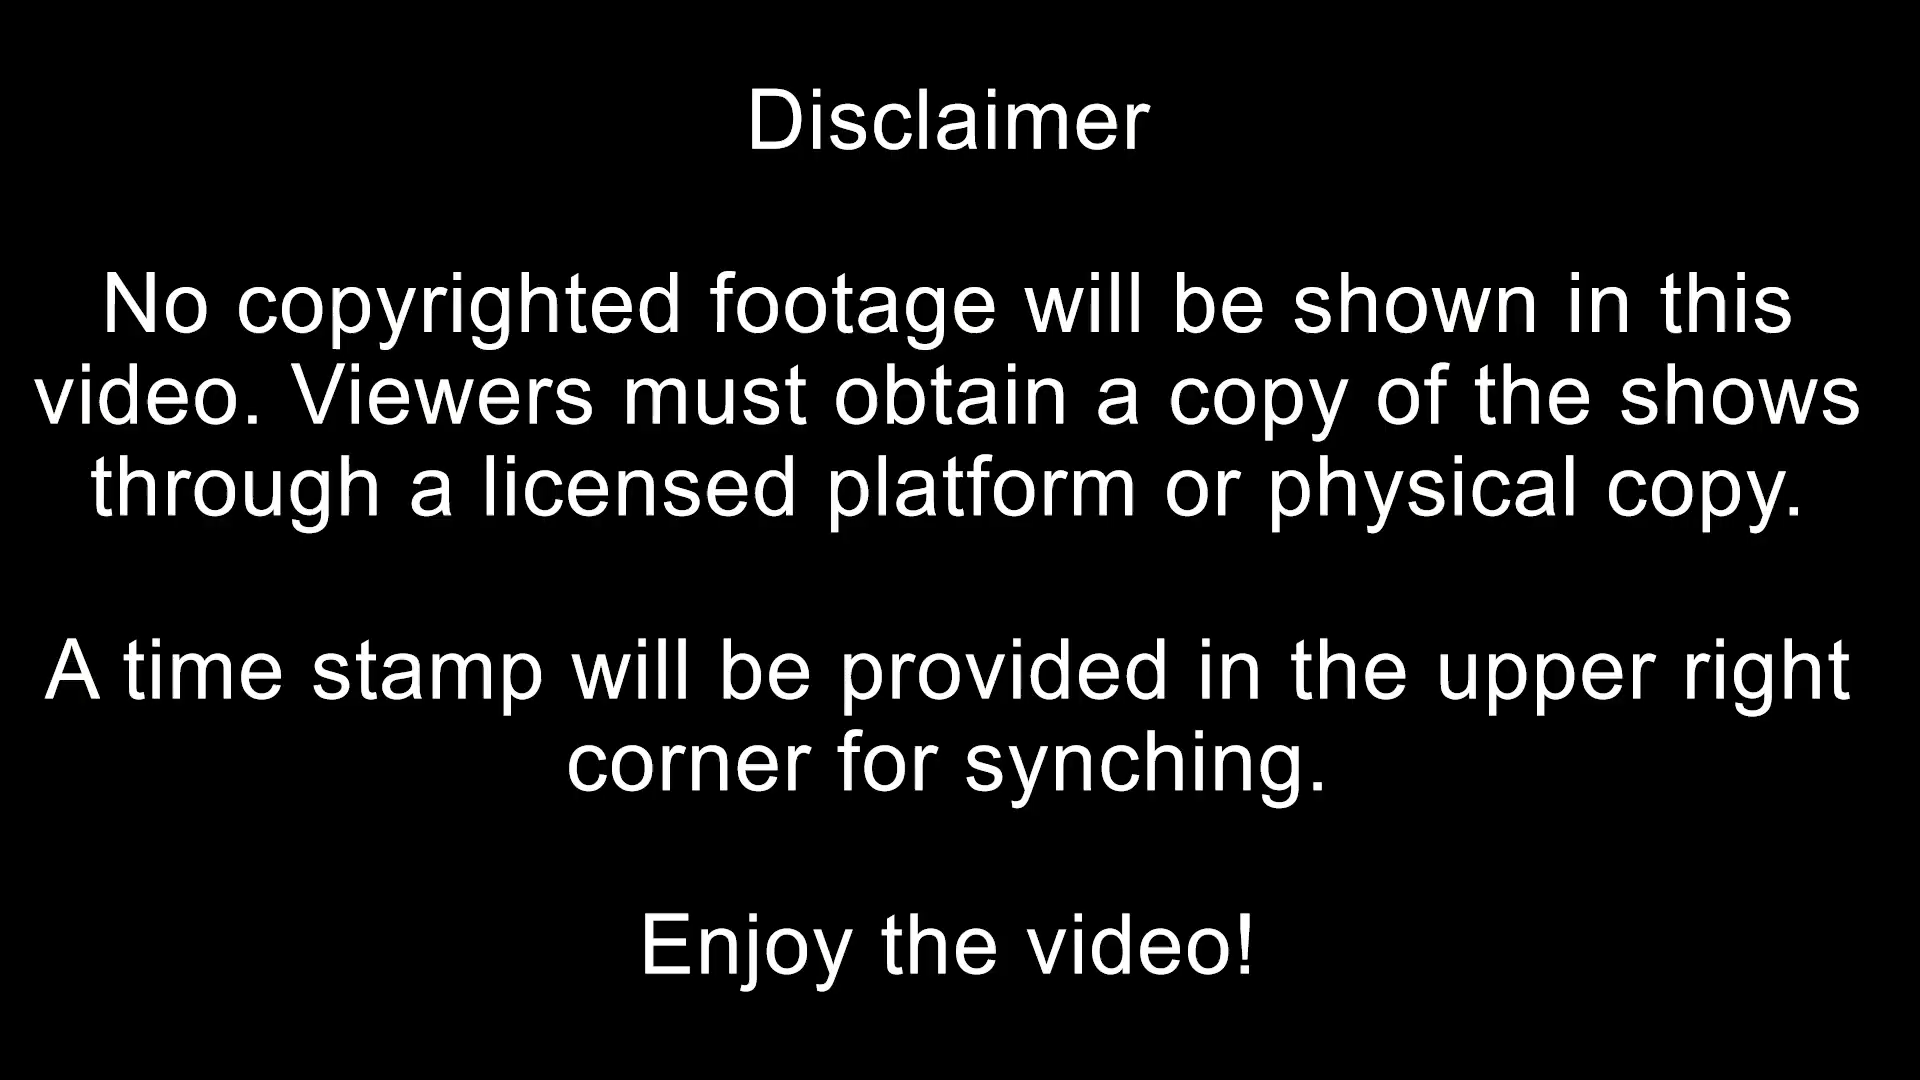 Disclaimer
No copyrighted footage will be shown in this
video. Viewers must obtain a copy of the shows
through a licensed platform or physical copy.
A time stamp will be provided in the upper right
corner for synching.
Enjoy the video!